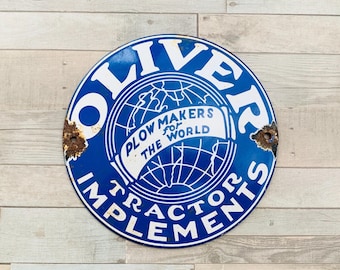 OLIVER
PLOW MAKERS
for
THE WORLD
TRACTOR
IMPLEMENTS